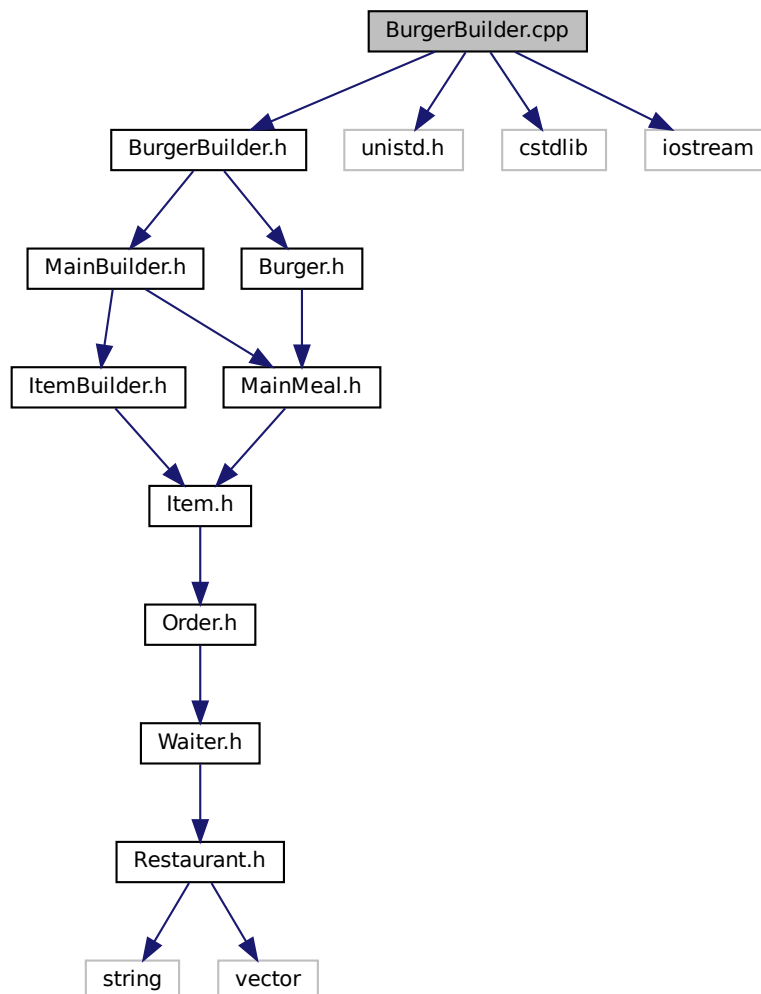 BurgerBuilder.cpp
BurgerBuilder.h
unistd.h
cstdlib
iostream
MainBuilder.h
Burger.h
ItemBuilder.h
MainMeal.h
Item.h
Order.h
Waiter.h
Restaurant.h
string
vector